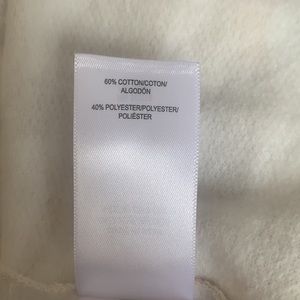 60% COTTON/COTON/
ALGODÓN
40% POLYESTER/POLYESTER/
POLIÉSTER